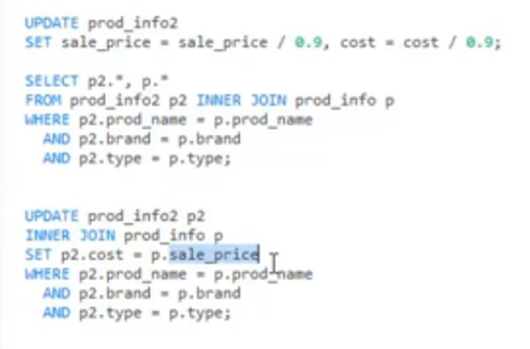 UPDATE prod_info2
SET sale_price = sale_price / 0.9, cost = cost / 0.9;
SELECT p2.*, p.*
FROM prod_info2 p2 INNER JOIN prod_info p
WHERE p2.prod_name = p.prod_name
AND p2.brand = p.brand
AND p2.type = p.type;
UPDATE prod_info2 p2
INNER JOIN prod_info p
SET p2.cost = p.sale_price
WHERE p2.prod_name = p.prod_name
AND p2.brand = p.brand
AND p2.type = p.type;